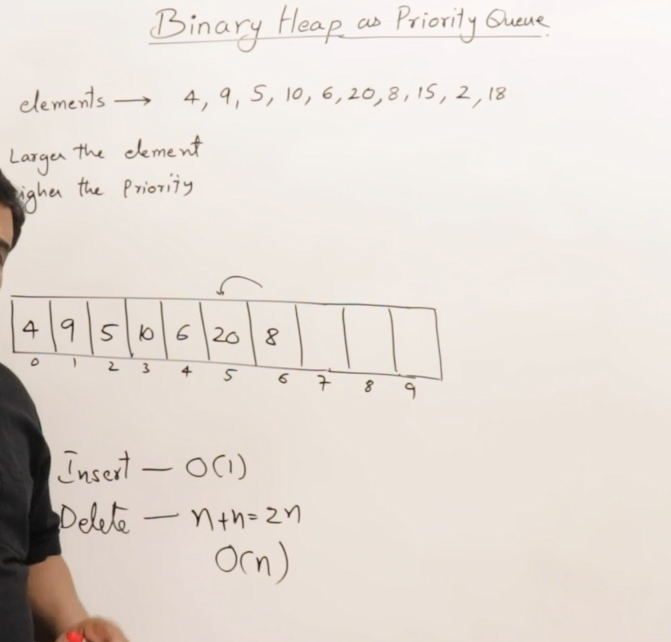 Binary Heap as Priority Queue
elements → 4, 9, 5, 10, 6, 20, 8, 15, 2, 18
Larger the element
igher the Priority
4 9 5 10 6 20 8
0 1 2 3 4 5 6 7 8 9
Insert — O(1)
Delete — n+n=2n
O(n)